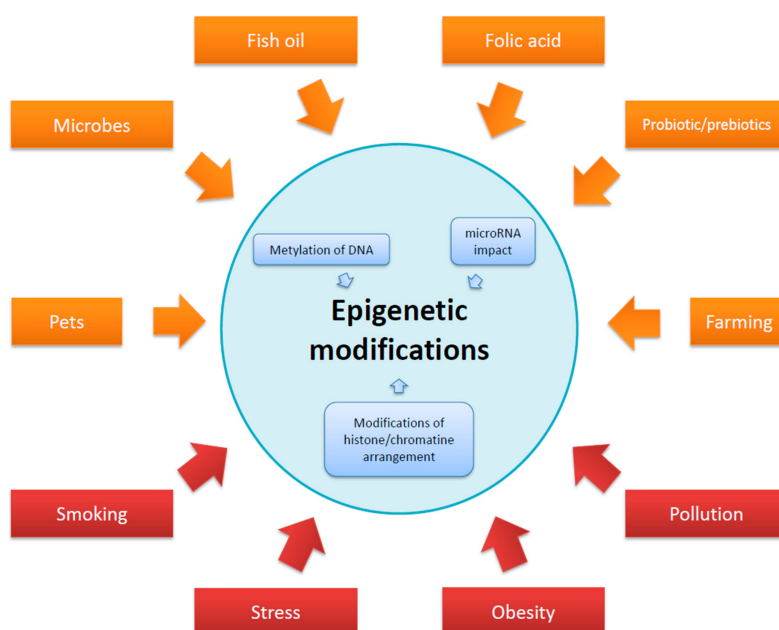 Fish oil
Folic acid
Microbes
Probiotic/prebiotics
Metylation of DNA
microRNA
impact
Pets
Epigenetic
modifications
Farming
Modifications of
histone/chromatine
arrangement
Smoking
Pollution
Stress
Obesity